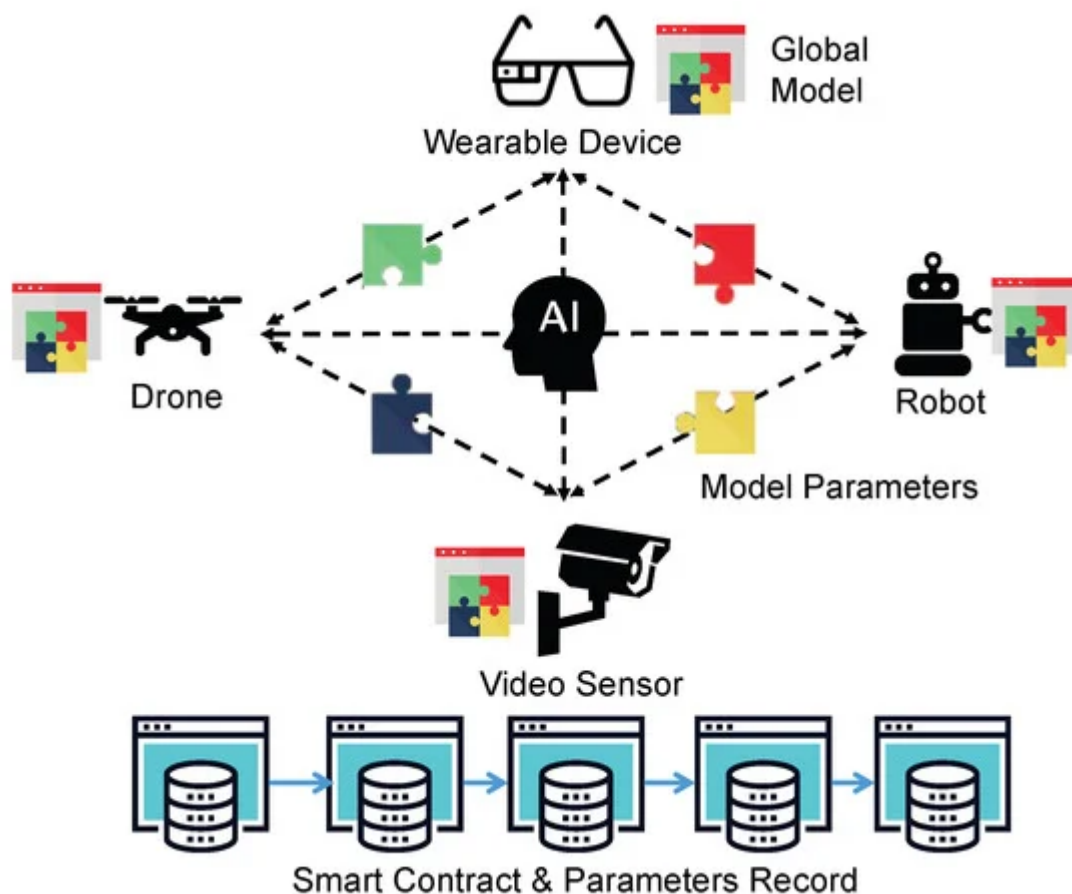 Global
Model
Wearable Device
AI
Drone
Robot
Model Parameters
Video Sensor
Smart Contract & Parameters Record